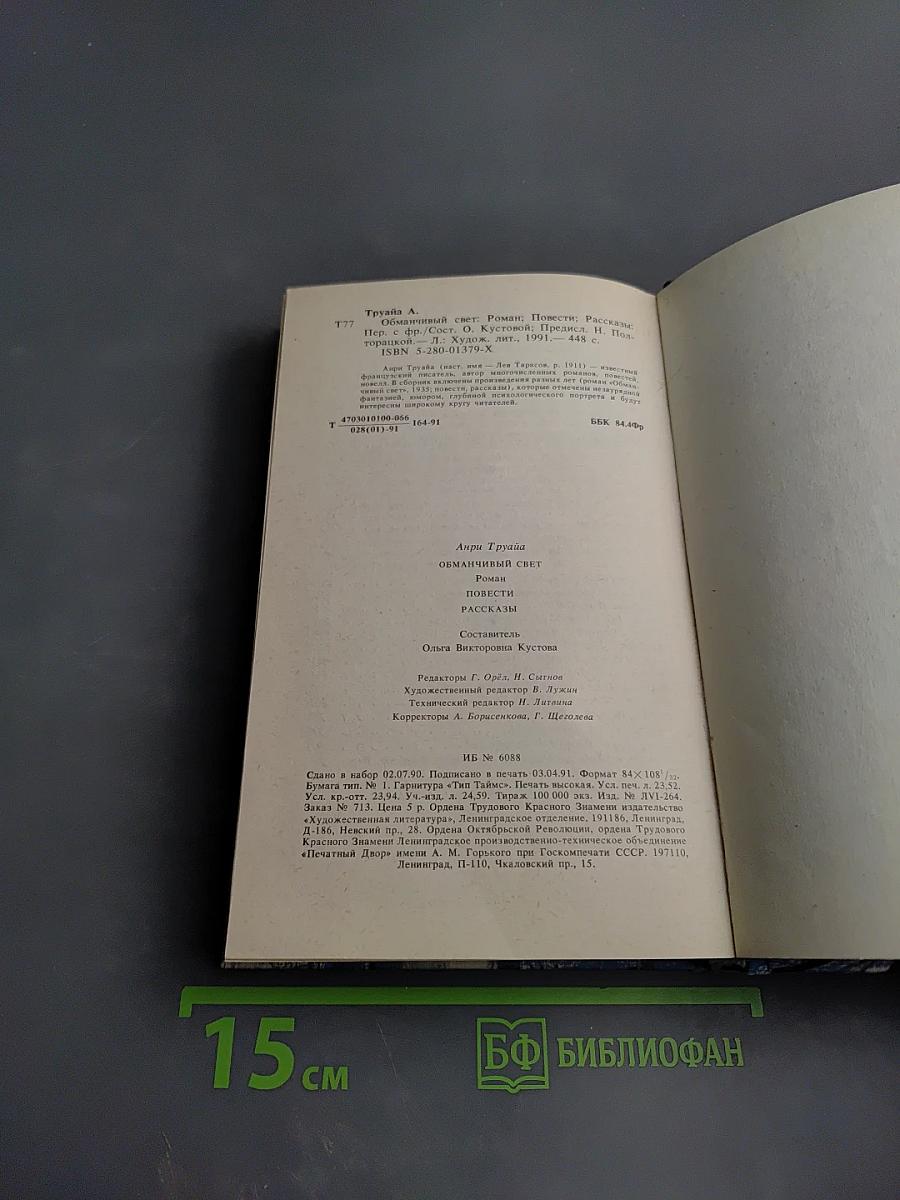 Труайа А.
Т77 Обманчивый свет: Роман; Повести; Рассказы:
Пер. с фр./Сост. О. Кустовой; Предисл. Н. Пол-
торацкой.— Л.: Худож. лит., 1991.— 448 с.
ISBN 5-280-01379-X
Анри Труайа (наст. имя — Лев Тарасов, р. 1911) — известный
французский писатель, автор многочисленных романов, повестей,
новелл. В сборник включены произведения разных лет (роман «Обман-
чивый свет», 1935; повести, рассказы), которые отмечены незаурядной
фантазией, юмором, глубиной психологического портрета и будут
интересны широкому кругу читателей.
Т 4703010100-066 164-91 ББК 84.4Фр
028(01)-91
Анри Труайа
ОБМАНЧИВЫЙ СВЕТ
Роман
ПОВЕСТИ
РАССКАЗЫ
Составитель
Ольга Викторовна Кустова
Редакторы Г. Орёл, Н. Сытнов
Художественный редактор В. Лужин
Технический редактор Н. Литвина
Корректоры А. Борисенкова, Г. Щеголева
ИБ № 6088
Сдано в набор 02.07.90. Подписано в печать 03.04.91. Формат 84×108¹/₃₂.
Бумага тип. № 1. Гарнитура «Тип Таймс». Печать высокая. Усл. печ. л. 23,52.
Усл. кр.-отт. 23,94. Уч.-изд. л. 24,59. Тираж 100 000 экз. Изд. № ЛVI-264.
Заказ № 713. Цена 5 р. Ордена Трудового Красного Знамени издательство
«Художественная литература», Ленинградское отделение. 191186, Ленинград,
Д-186, Невский пр., 28. Ордена Октябрьской Революции, ордена Трудового
Красного Знамени Ленинградское производственно-техническое объединение
«Печатный Двор» имени А. М. Горького при Госкомпечати СССР. 197110,
Ленинград, П-110, Чкаловский пр., 15.
15 см БФ БИБЛИОФАН